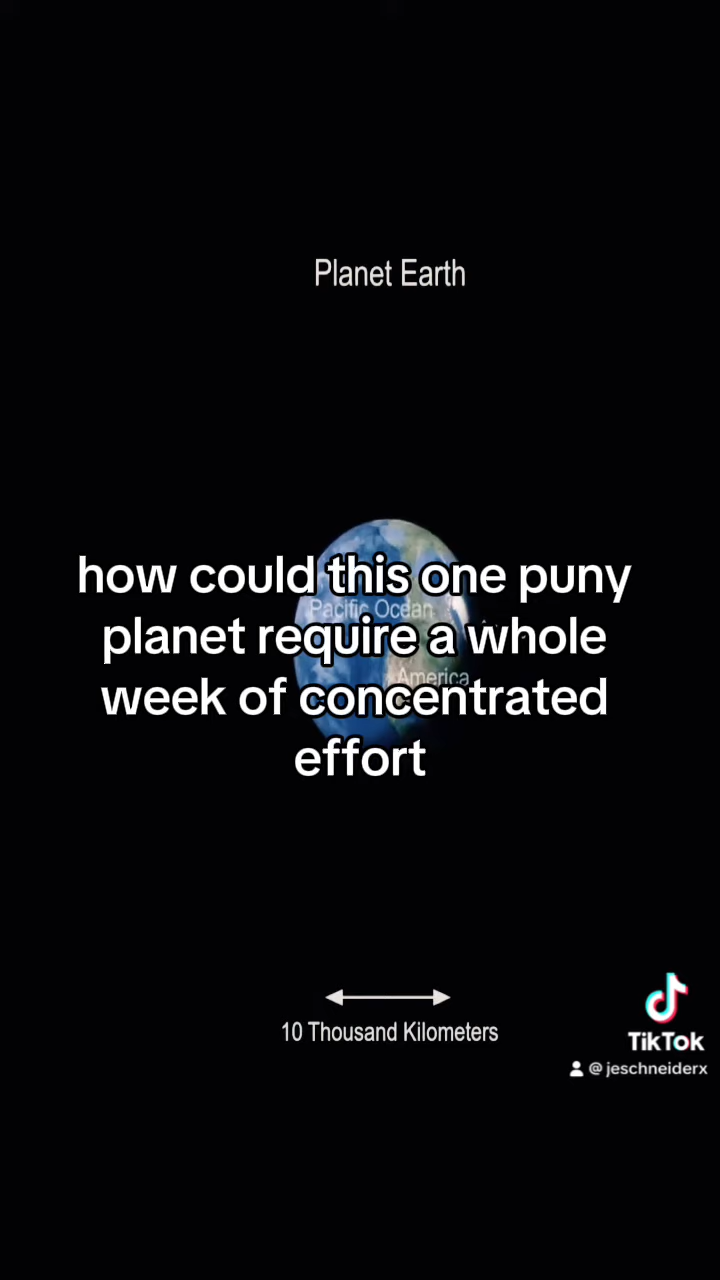 Planet Earth
how could this one puny
Pacific Ocean
planet require a whole
America
week of concentrated
effort
10 Thousand Kilometers
TikTok
@jeschneiderx